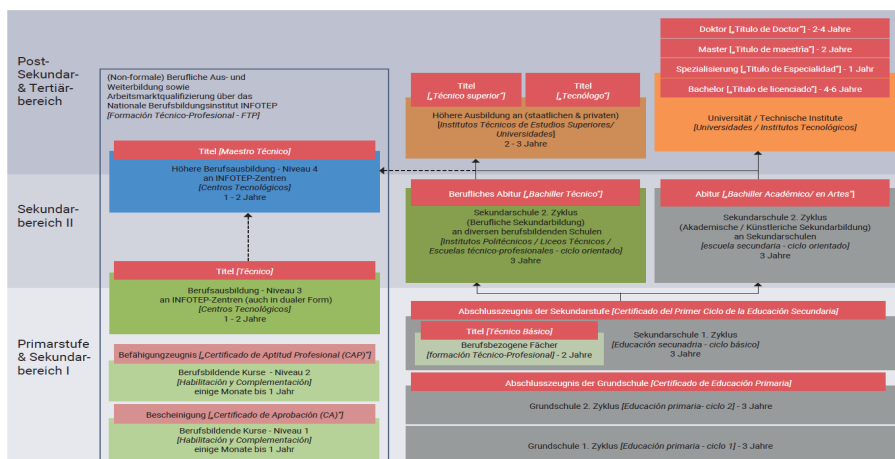 Post-
Sekundar-
& Tertiär-
bereich
(Non-formale) Berufliche Aus- und
Weiterbildung sowie
Arbeitsmarktqualifizierung über das
Nationale Berufsbildungsinstitut INFOTEP
[Formación Técnico-Profesional - FTP]
Titel [Maestro Técnico]
Höhere Berufsausbildung - Niveau 4
an INFOTEP-Zentren
[Centros Tecnológicos]
1 - 2 Jahre
Titel
[„Técnico superior"]
Titel
[„Tecnólogo"]
Höhere Ausbildung an (staatlichen & privaten)
[Institutos Técnicos de Estudios Superiores/
Universidades]
2 - 3 Jahre
Doktor [„Título de Doctor"] - 2-4 Jahre
Master [„Título de maestría"] - 2 Jahre
Spezialisierung [„Titulo de Especialidad"] - 1 Jahr
Bachelor [„Titulo de licenciado"] - 4-6 Jahre
Universität / Technische Institute
[Universidades / Institutos Tecnológicos]
Sekundar-
bereich II
Titel [Técnico]
Berufsausbildung - Niveau 3
an INFOTEP-Zentren (auch in dualer Form)
[Centros Tecnológicos]
1 - 2 Jahre
Berufliches Abitur [„Bachiller Técnico"]
Sekundarschule 2. Zyklus
(Berufliche Sekundarbildung)
an diversen berufsbildenden Schulen
[Institutos Politécnicos / Liceos Técnicos /
Escuelas técnico-profesionales - ciclo orientado]
3 Jahre
Abitur [„Bachiller Académico/ en Artes"]
Sekundarschule 2. Zyklus
(Akademische / Künstleriche Sekundarbildung)
an Sekundarschulen
[escuela secundaria - ciclo orientado]
3 Jahre
Primarstufe
& Sekundar-
bereich I
Befähigungzeugnis [„Certificado de Aptitud Profesional (CAP)"]
Berufsbildende Kurse - Niveau 2
[Habilitación y Complementación]
einige Monate bis 1 Jahr
Bescheinigung [„Certificado de Aprobación (CA)"]
Berufsbildende Kurse - Niveau 1
[Habilitación y Complementación]
einige Monate bis 1 Jahr
Abschlusszeugnis der Sekundarstufe [Certificado del Primer Ciclo de la Educación Secundaria]
Titel [Técnico Básico]
Berufsbezogene Fächer
[formación Técnico-Profesional] - 2 Jahre
Sekundarschule 1. Zyklus
[Educación secunadria - ciclo básico]
3 Jahre
Abschlusszeugnis der Grundschule [Certificado de Educación Primaria]
Grundschule 2. Zyklus [Educación primaria- ciclo 2] - 3 Jahre
Grundschule 1. Zyklus [Educación primaria - ciclo 1] - 3 Jahre